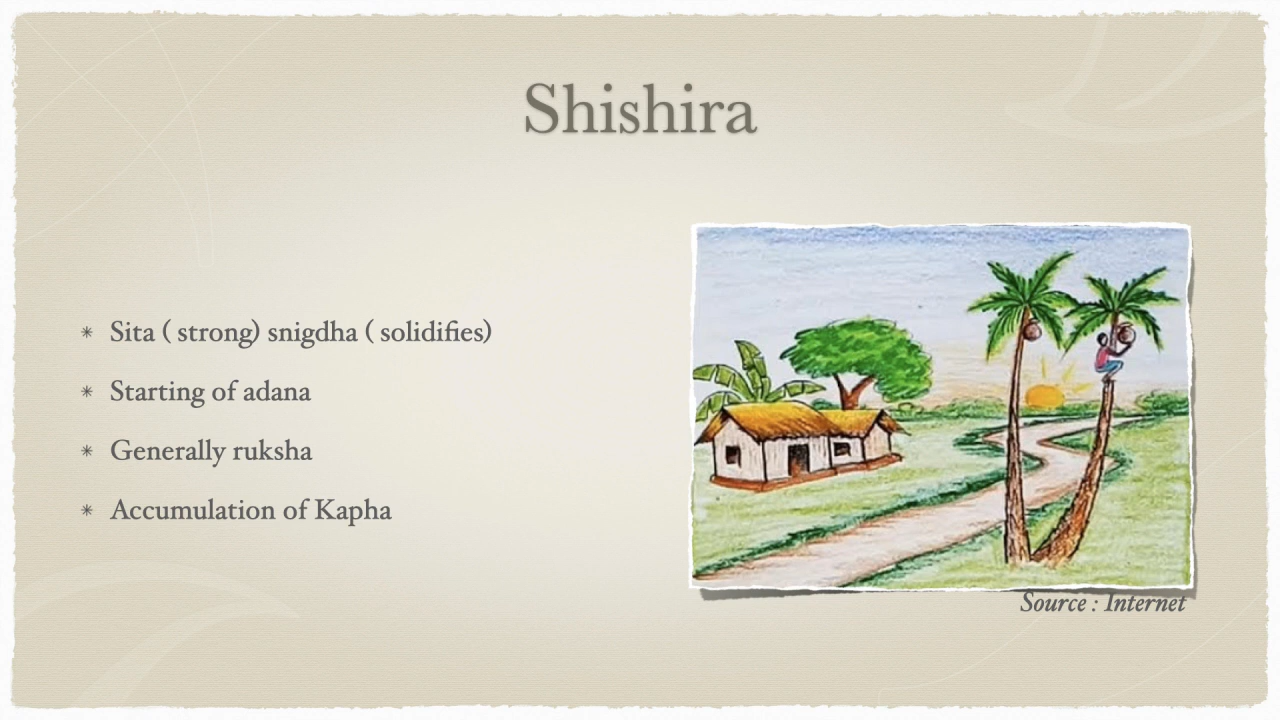 Shishira
Sita ( strong) snigdha ( solidifies)
Starting of adana
Generally ruksha
Accumulation of Kapha
Source : Internet